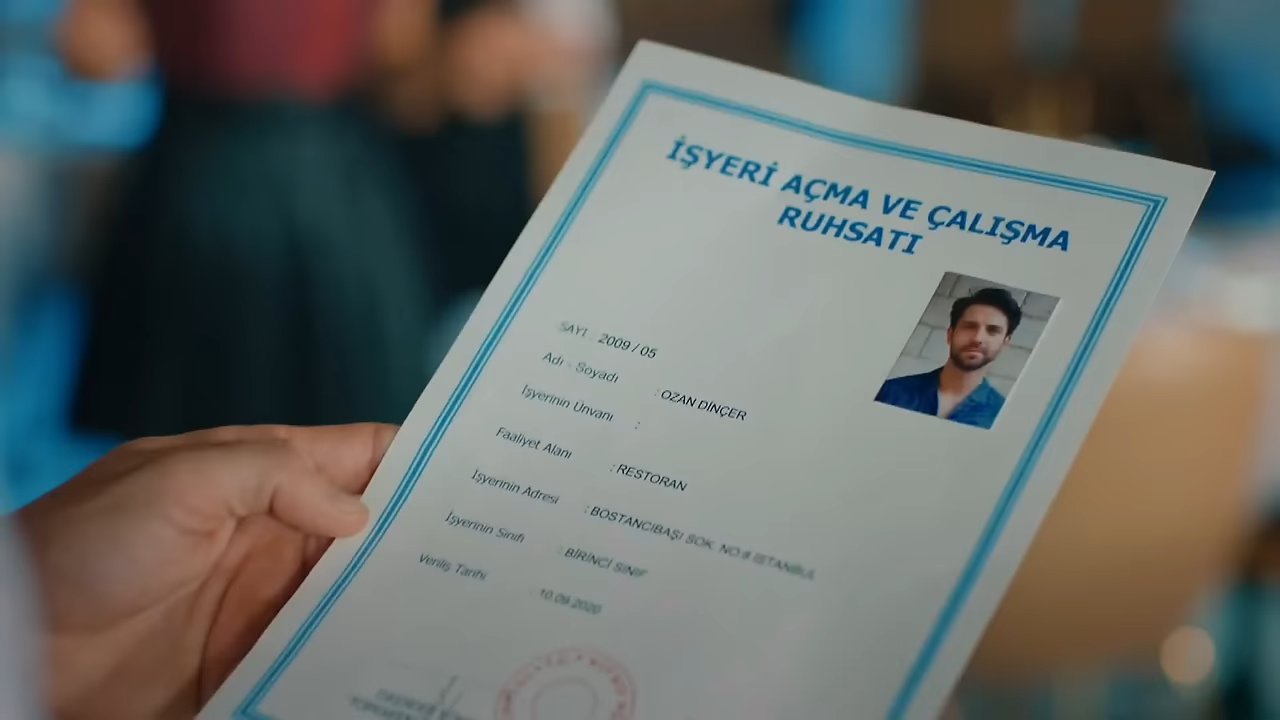 İŞYERİ AÇMA VE ÇALIŞMA
RUHSATI
SAYI : 2009 / 05
Adı - Soyadı : OZAN DİNÇER
İşyerinin Ünvanı :
Faaliyet Alanı : RESTORAN
İşyerinin Adresi : BOSTANCIBAŞI SOK. NO:8 İSTANBUL
İşyerinin Sınıfı : BİRİNCİ SINIF
Veriliş Tarihi 10.09.2020